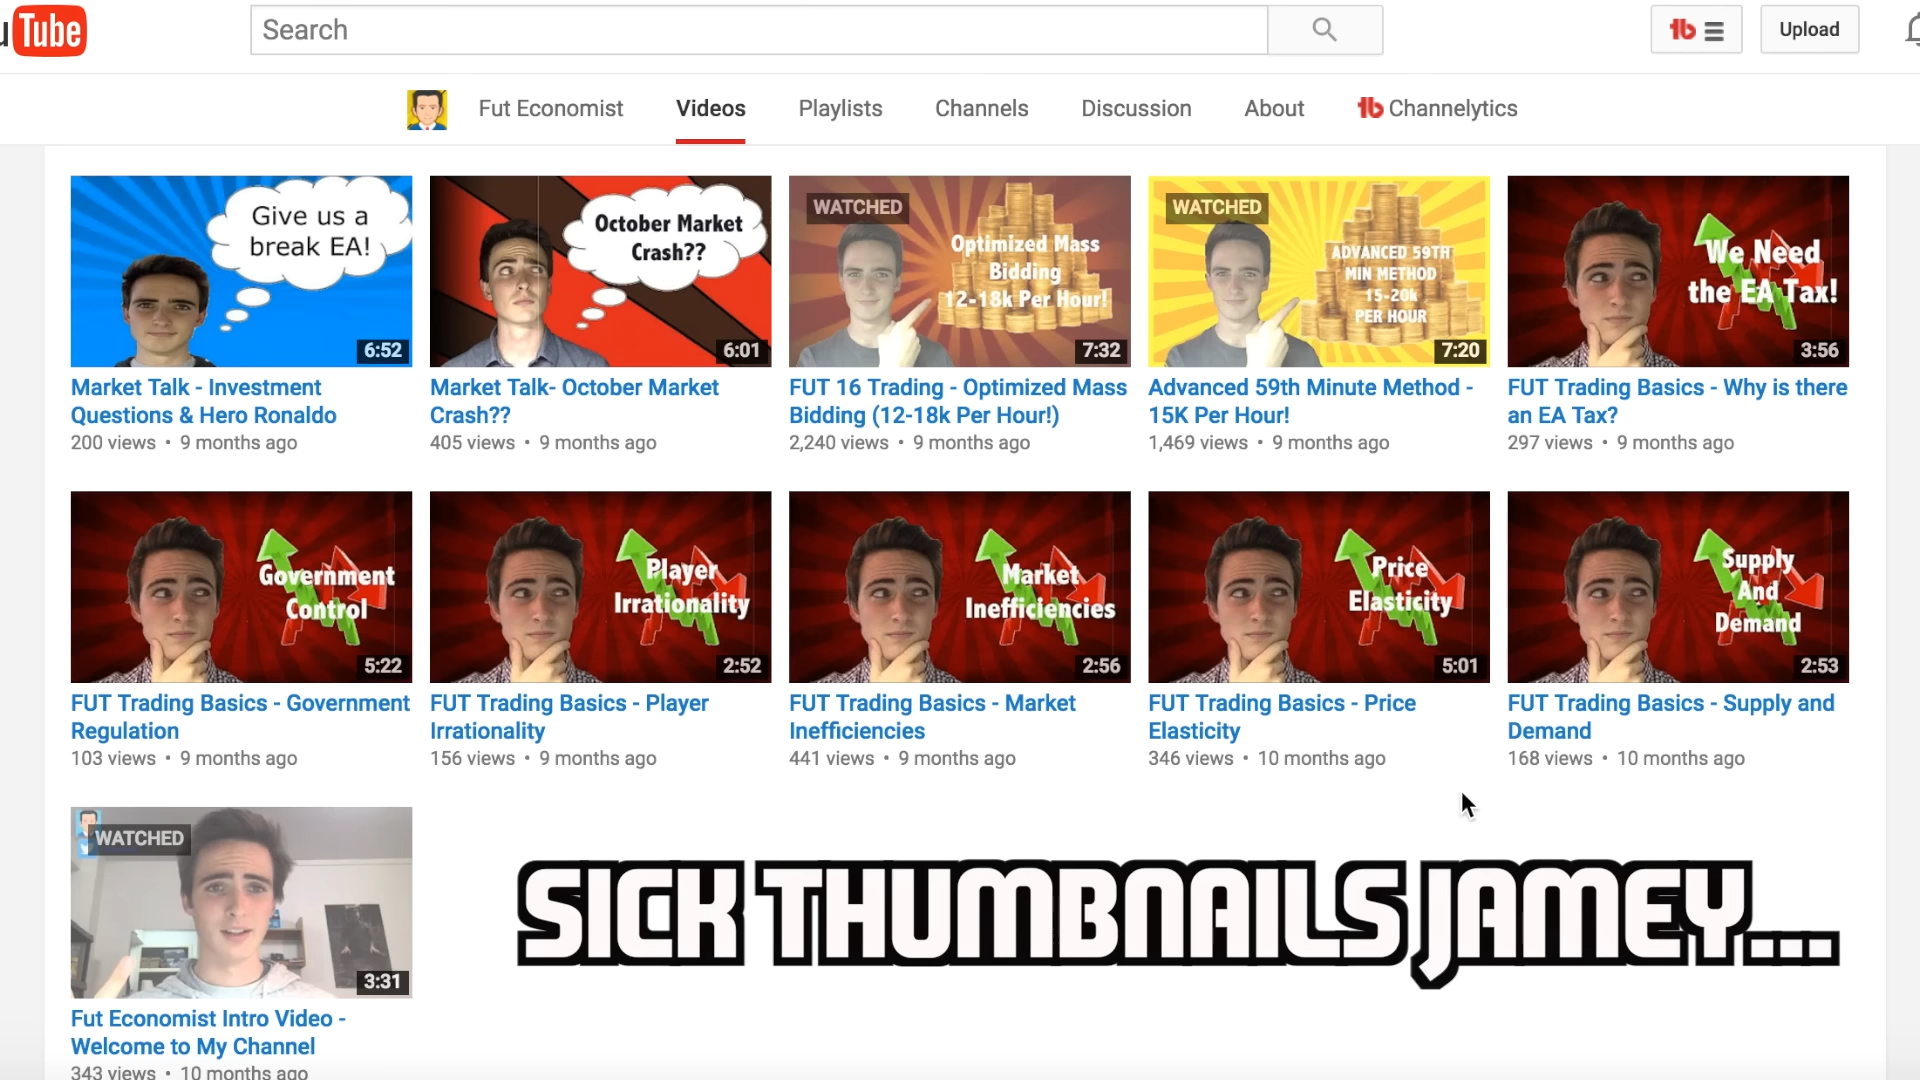 u Tube
Search
Upload
Fut Economist
Videos
Playlists
Channels
Discussion
About
Channelytics
Give us a
break EA!
6:52
October Market
Crash??
6:01
WATCHED
Optimized Mass
Bidding
12-18k Per Hour!
7:32
WATCHED
ADVANCED 59TH
MIN METHOD
15-20k
PER HOUR
7:20
We Need
the EA Tax!
3:56
Market Talk - Investment
Questions & Hero Ronaldo
200 views • 9 months ago
Market Talk- October Market
Crash??
405 views • 9 months ago
FUT 16 Trading - Optimized Mass
Bidding (12-18k Per Hour!)
2,240 views • 9 months ago
Advanced 59th Minute Method -
15K Per Hour!
1,469 views • 9 months ago
FUT Trading Basics - Why is there
an EA Tax?
297 views • 9 months ago
Government
Control
5:22
Player
Irrationality
2:52
Market
Inefficiencies
2:56
Price
Elasticity
5:01
Supply
And
Demand
2:53
FUT Trading Basics - Government
Regulation
103 views • 9 months ago
FUT Trading Basics - Player
Irrationality
156 views • 9 months ago
FUT Trading Basics - Market
Inefficiencies
441 views • 9 months ago
FUT Trading Basics - Price
Elasticity
346 views • 10 months ago
FUT Trading Basics - Supply and
Demand
168 views • 10 months ago
WATCHED
3:31
SICK THUMBNAILS JAMEY...
Fut Economist Intro Video -
Welcome to My Channel
343 views • 10 months ago